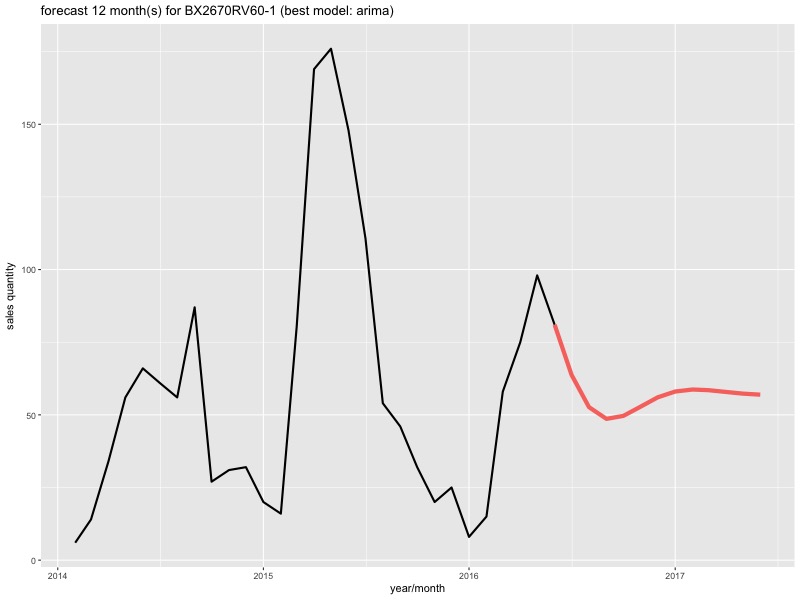 forecast 12 month(s) for BX2670RV60-1 (best model: arima)
150
100
50
0
sales quantity
2014 2015 2016 2017
year/month